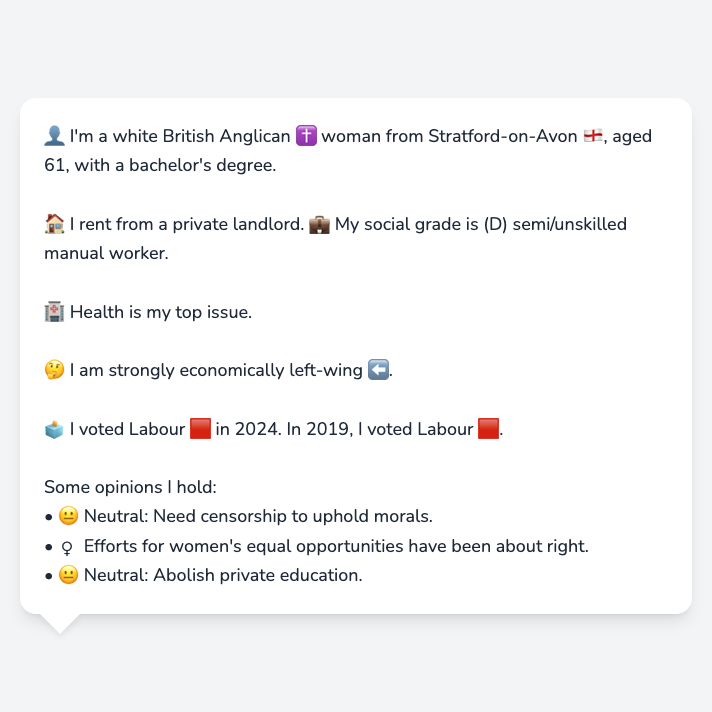 👤 I'm a white British Anglican ✝️ woman from Stratford-on-Avon 🏴󠁧󠁢󠁥󠁮󠁧󠁿, aged
61, with a bachelor's degree.
🏠 I rent from a private landlord. 💼 My social grade is (D) semi/unskilled
manual worker.
🏥 Health is my top issue.
🤔 I am strongly economically left-wing ⬅️.
🗳️ I voted Labour 🟥 in 2024. In 2019, I voted Labour 🟥.
Some opinions I hold:
• 😐 Neutral: Need censorship to uphold morals.
• ♀ Efforts for women's equal opportunities have been about right.
• 😐 Neutral: Abolish private education.